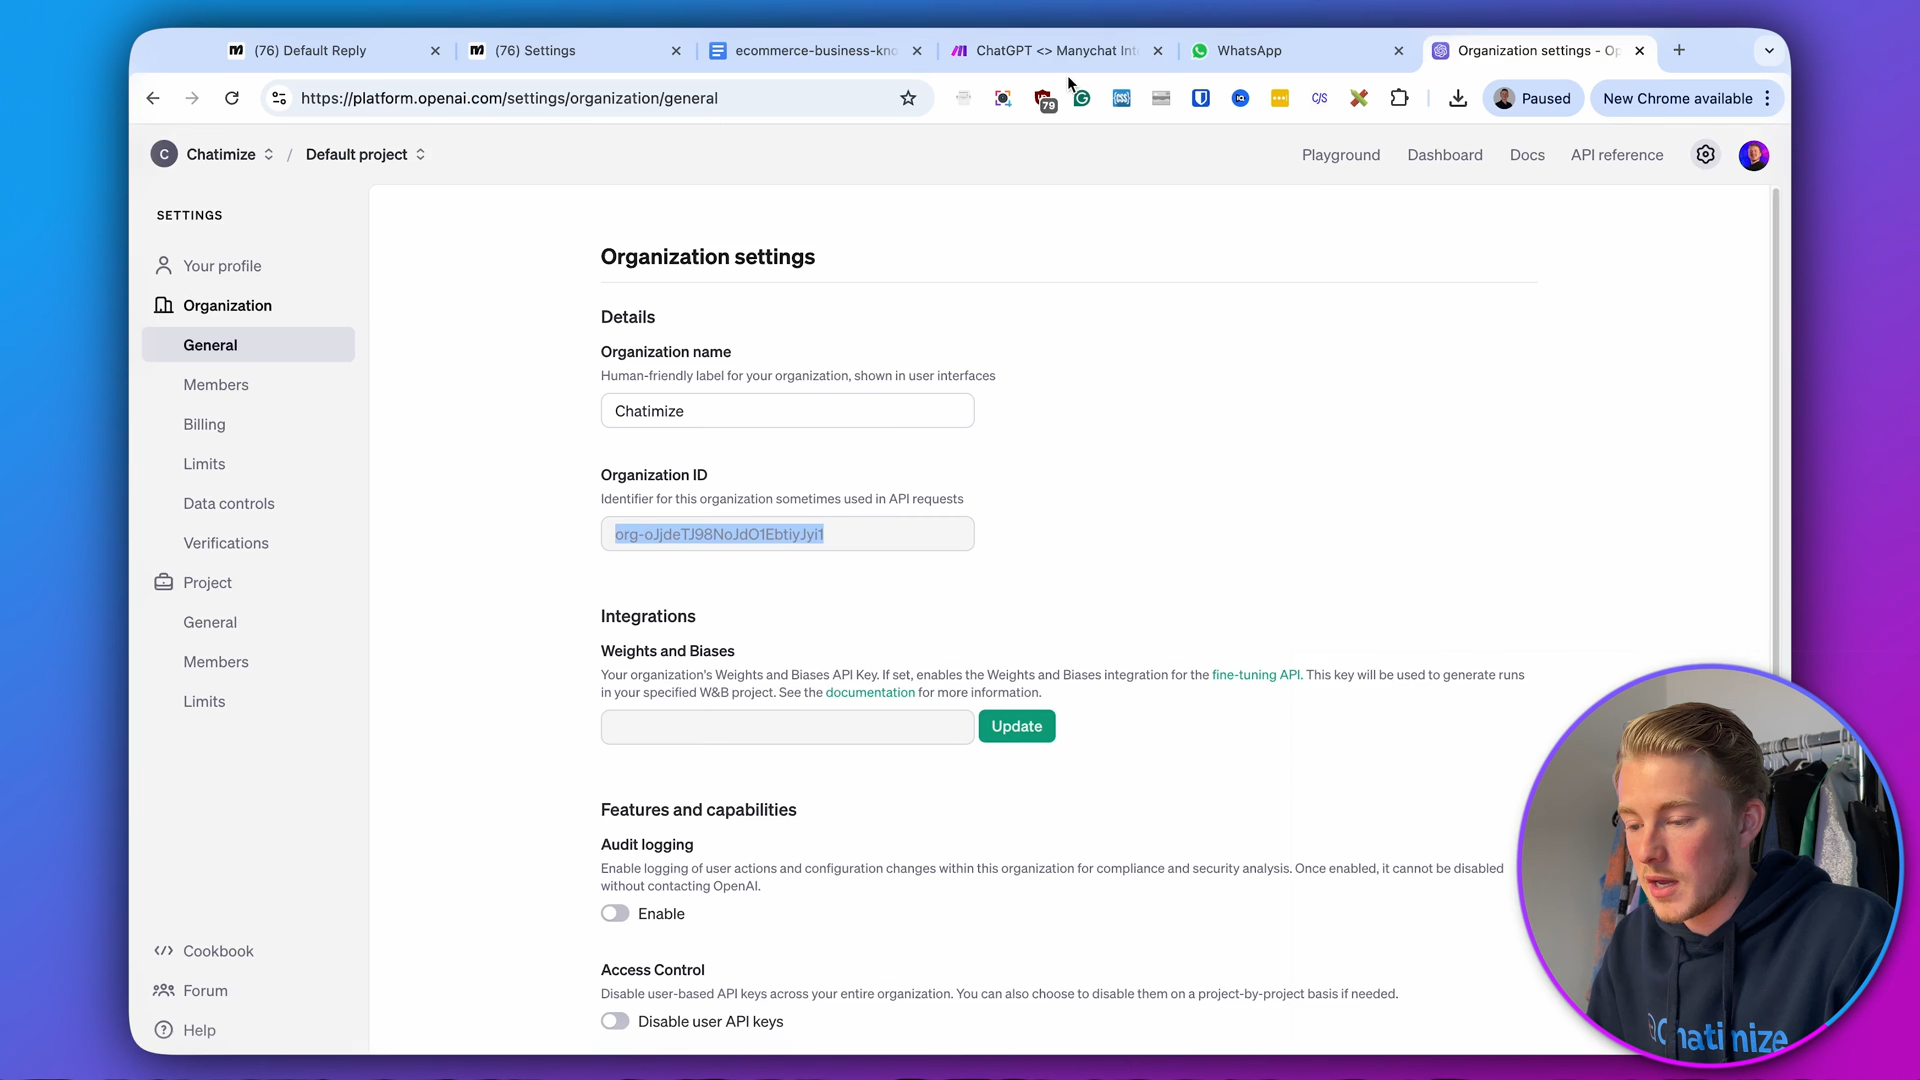 (76) Default Reply
(76) Settings
ecommerce-business-kno
ChatGPT <> Manychat Int
WhatsApp
Organization settings - Op
https://platform.openai.com/settings/organization/general
79
C/S
Paused
New Chrome available
C
Chatimize
/
Default project
Playground
Dashboard
Docs
API reference
SETTINGS
Your profile
Organization
General
Members
Billing
Limits
Data controls
Verifications
Project
General
Members
Limits
Cookbook
Forum
Help
Organization settings
Details
Organization name
Human-friendly label for your organization, shown in user interfaces
Chatimize
Organization ID
Identifier for this organization sometimes used in API requests
org-oJjdeTJ98NoJdO1EbtiyJyi1
Integrations
Weights and Biases
Your organization's Weights and Biases API Key. If set, enables the Weights and Biases integration for the fine-tuning API. This key will be used to generate runs
in your specified W&B project. See the documentation for more information.
Update
Features and capabilities
Audit logging
Enable logging of user actions and configuration changes within this organization for compliance and security analysis. Once enabled, it cannot be disabled
without contacting OpenAI.
Enable
Access Control
Disable user-based API keys across your entire organization. You can also choose to disable them on a project-by-project basis if needed.
Disable user API keys
Chatimize